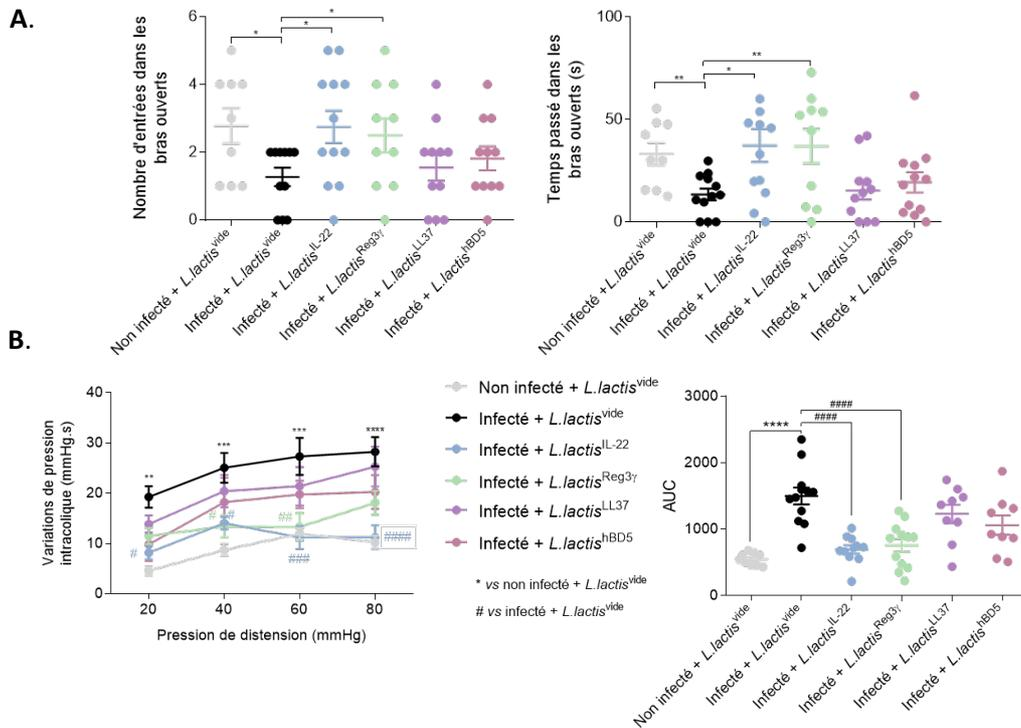 A.
Nombre d'entrées dans les
bras ouverts
6
4
2
0
*
*
*
Non infecté + L.lactis^vide
Infecté + L.lactis^vide
Infecté + L.lactis^IL-22
Infecté + L.lactis^Reg3γ
Infecté + L.lactis^LL37
Infecté + L.lactis^hBD5
Temps passé dans les
bras ouverts (s)
100
50
0
**
*
**
Non infecté + L.lactis^vide
Infecté + L.lactis^vide
Infecté + L.lactis^IL-22
Infecté + L.lactis^Reg3γ
Infecté + L.lactis^LL37
Infecté + L.lactis^hBD5
B.
Variations de pression
intracolique (mmHg.s)
40
30
20
10
0
** *** *** ****
# # # ## ### ####
20 40 60 80
Pression de distension (mmHg)
Non infecté + L.lactis^vide
Infecté + L.lactis^vide
Infecté + L.lactis^IL-22
Infecté + L.lactis^Reg3γ
Infecté + L.lactis^LL37
Infecté + L.lactis^hBD5
* vs non infecté + L.lactis^vide
# vs infecté + L.lactis^vide
AUC
3000
2000
1000
0
####
####
****
Non infecté + L.lactis^vide
Infecté + L.lactis^vide
Infecté + L.lactis^IL-22
Infecté + L.lactis^Reg3γ
Infecté + L.lactis^LL37
Infecté + L.lactis^hBD5